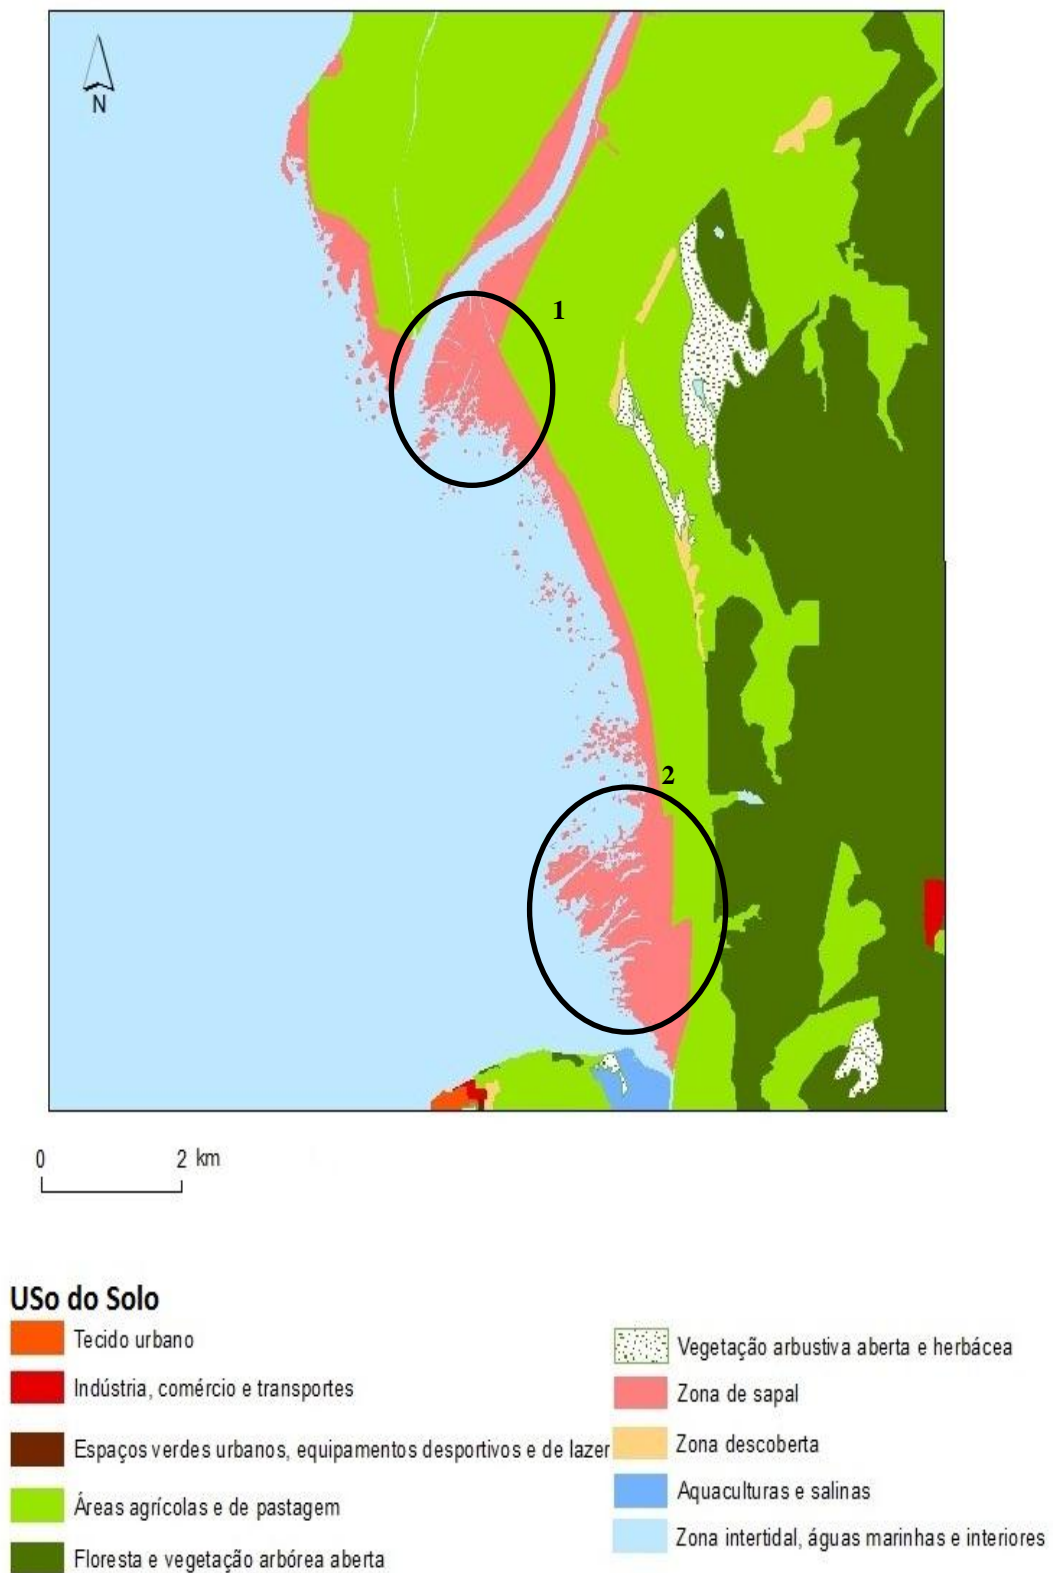 N
1
2
0 2 km
USo do Solo
Tecido urbano
Indústria, comércio e transportes
Espaços verdes urbanos, equipamentos desportivos e de lazer
Áreas agrícolas e de pastagem
Floresta e vegetação arbórea aberta
Vegetação arbustiva aberta e herbácea
Zona de sapal
Zona descoberta
Aquaculturas e salinas
Zona intertidal, águas marinhas e interiores